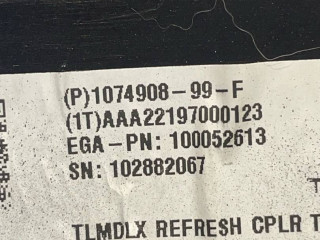 (P)1074908-99-F
(1T)AAA22197000123
EGA-PN: 100052613
SN: 102882067
TLMDLX REFRESH CPLR